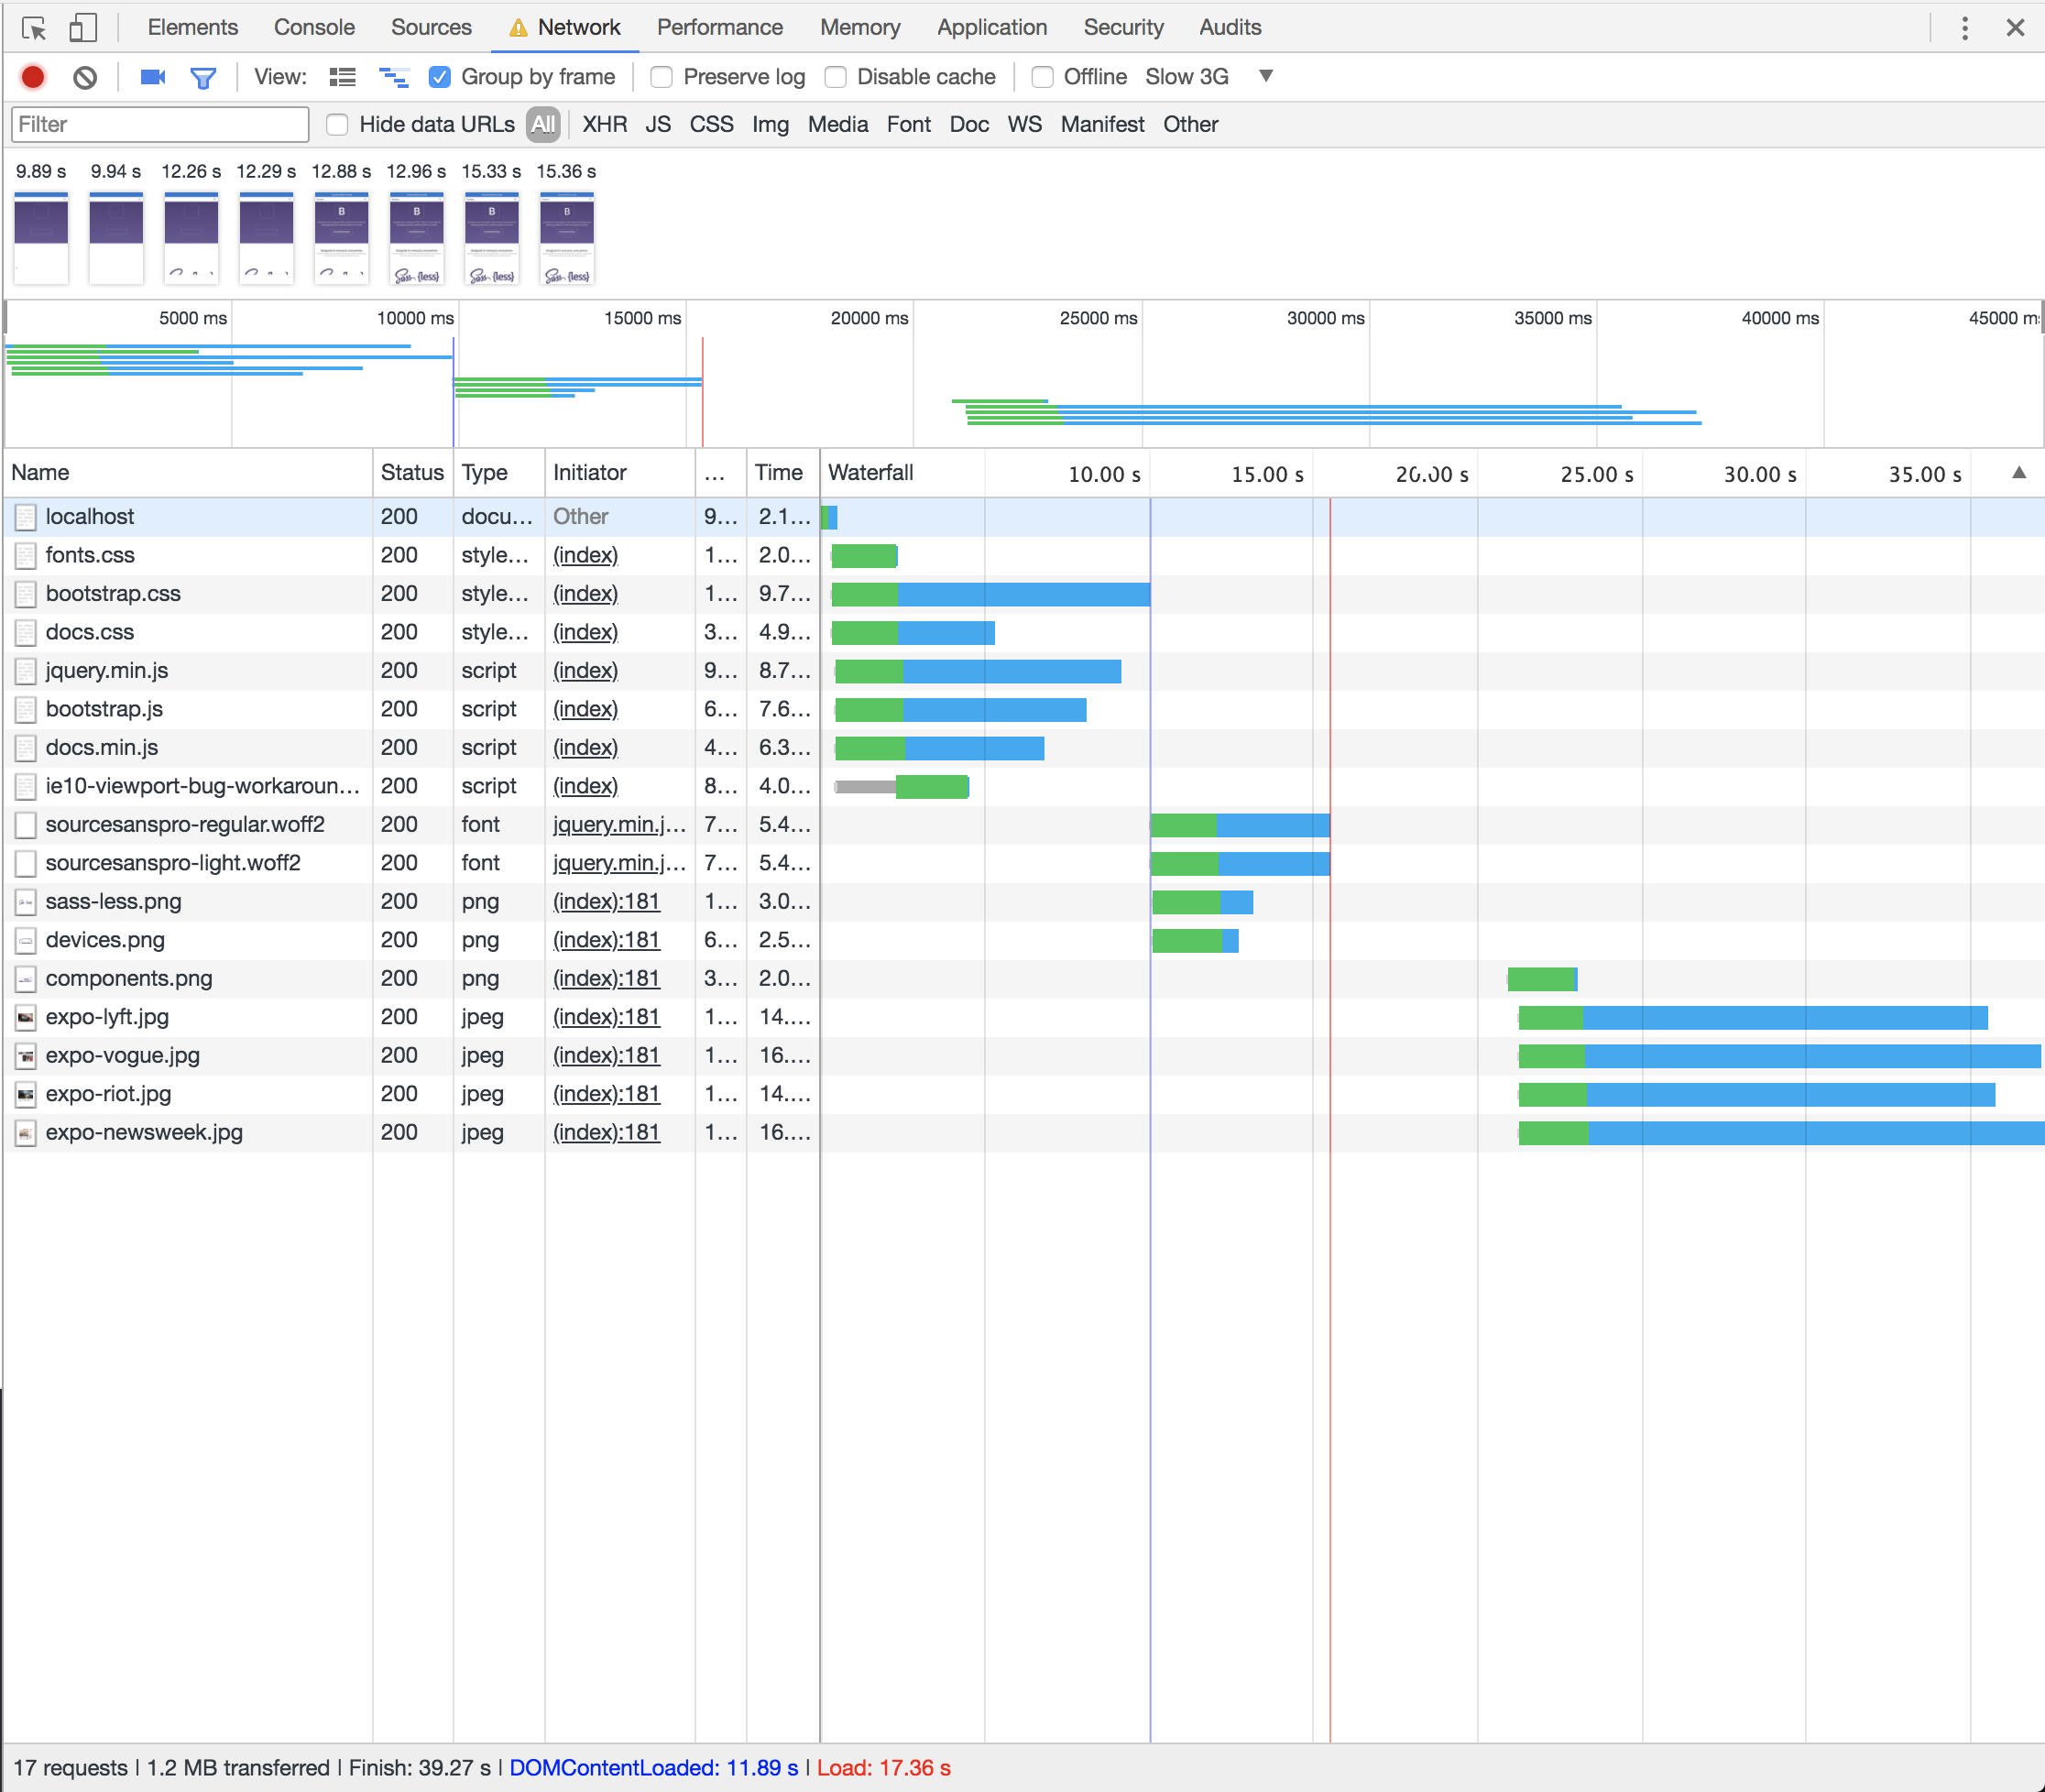 Elements Console Sources Network Performance Memory Application Security Audits
View: Group by frame Preserve log Disable cache Offline Slow 3G
Filter Hide data URLs All XHR JS CSS Img Media Font Doc WS Manifest Other
9.89 s 9.94 s 12.26 s 12.29 s 12.88 s 12.96 s 15.33 s 15.36 s
B B B B
Sass {less} Sass {less} Sass {less}
5000 ms 10000 ms 15000 ms 20000 ms 25000 ms 30000 ms 35000 ms 40000 ms 45000 m
Name Status Type Initiator ... Time Waterfall 10.00 s 15.00 s 20.00 s 25.00 s 30.00 s 35.00 s
localhost 200 docu... Other 9... 2.1...
fonts.css 200 style... (index) 1... 2.0...
bootstrap.css 200 style... (index) 1... 9.7...
docs.css 200 style... (index) 3... 4.9...
jquery.min.js 200 script (index) 9... 8.7...
bootstrap.js 200 script (index) 6... 7.6...
docs.min.js 200 script (index) 4... 6.3...
ie10-viewport-bug-workaroun... 200 script (index) 8... 4.0...
sourcesanspro-regular.woff2 200 font jquery.min.j... 7... 5.4...
sourcesanspro-light.woff2 200 font jquery.min.j... 7... 5.4...
sass-less.png 200 png (index):181 1... 3.0...
devices.png 200 png (index):181 6... 2.5...
components.png 200 png (index):181 3... 2.0...
expo-lyft.jpg 200 jpeg (index):181 1... 14....
expo-vogue.jpg 200 jpeg (index):181 1... 16....
expo-riot.jpg 200 jpeg (index):181 1... 14....
expo-newsweek.jpg 200 jpeg (index):181 1... 16....
17 requests | 1.2 MB transferred | Finish: 39.27 s | DOMContentLoaded: 11.89 s | Load: 17.36 s